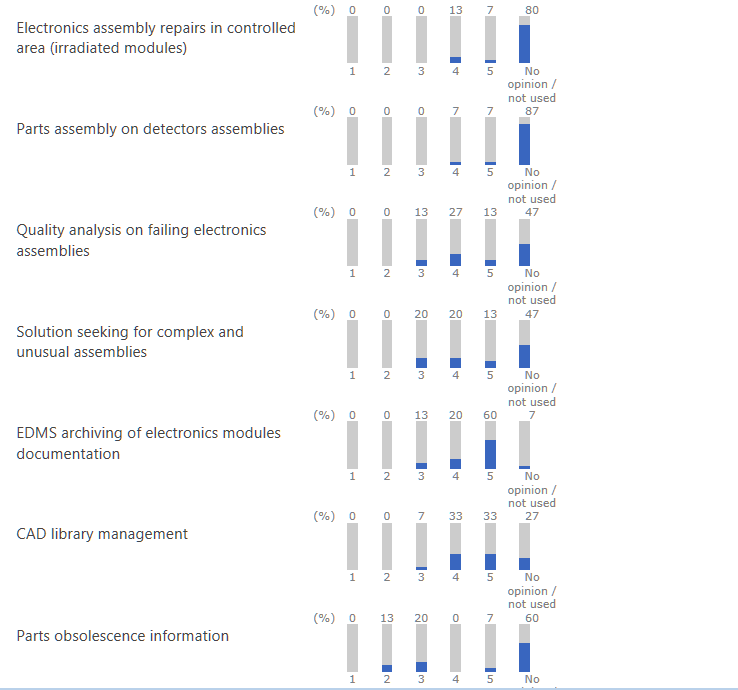 (%) 0 0 0 13 7 80
Electronics assembly repairs in controlled
area (irradiated modules)
1 2 3 4 5 No
opinion /
not used
(%) 0 0 0 7 7 87
Parts assembly on detectors assemblies
1 2 3 4 5 No
opinion /
not used
(%) 0 0 13 27 13 47
Quality analysis on failing electronics
assemblies
1 2 3 4 5 No
opinion /
not used
(%) 0 0 20 20 13 47
Solution seeking for complex and
unusual assemblies
1 2 3 4 5 No
opinion /
not used
(%) 0 0 13 20 60 7
EDMS archiving of electronics modules
documentation
1 2 3 4 5 No
opinion /
not used
(%) 0 0 7 33 33 27
CAD library management
1 2 3 4 5 No
opinion /
not used
(%) 0 13 20 0 7 60
Parts obsolescence information
1 2 3 4 5 No